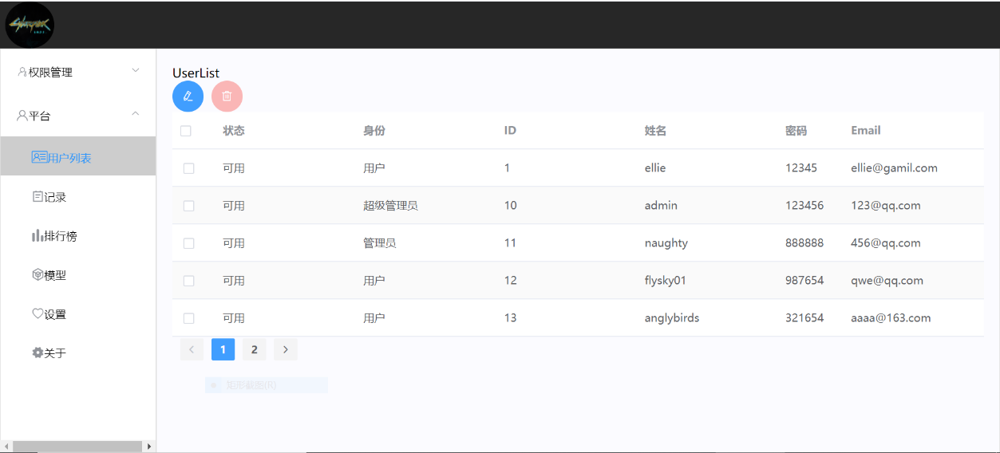 权限管理
平台
用户列表
记录
排行榜
模型
设置
关于
UserList
状态 身份 ID 姓名 密码 Email
可用 用户 1 ellie 12345 ellie@gamil.com
可用 超级管理员 10 admin 123456 123@qq.com
可用 管理员 11 naughty 888888 456@qq.com
可用 用户 12 flysky01 987654 qwe@qq.com
可用 用户 13 anglybirds 321654 aaaa@163.com
1 2
矩形截图(R)